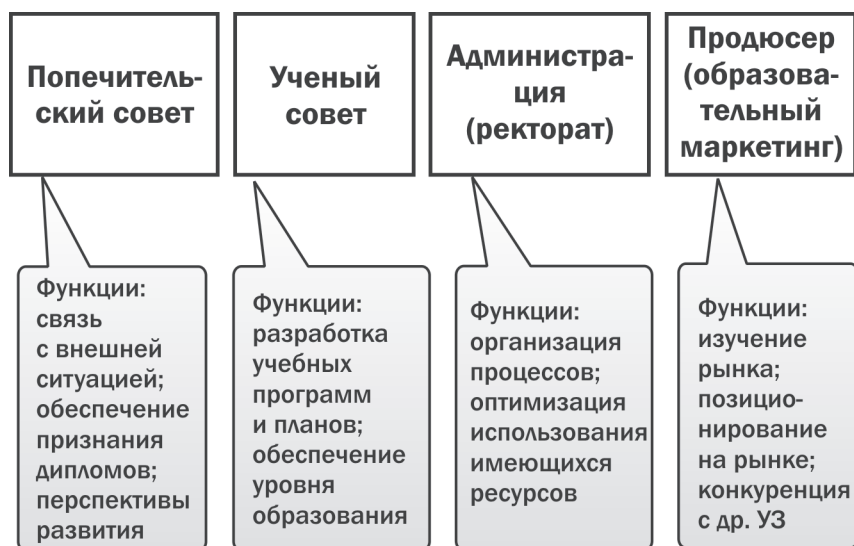 Попечитель-
ский совет
Ученый
совет
Администра-
ция
(ректорат)
Продюсер
(образова-
тельный
маркетинг)
Функции:
связь
с внешней
ситуацией;
обеспечение
признания
дипломов;
перспективы
развития
Функции:
разработка
учебных
программ
и планов;
обеспечение
уровня
образования
Функции:
организация
процессов;
оптимизация
использования
имеющихся
ресурсов
Функции:
изучение
рынка;
позицио-
нирование
на рынке;
конкуренция
с др. УЗ